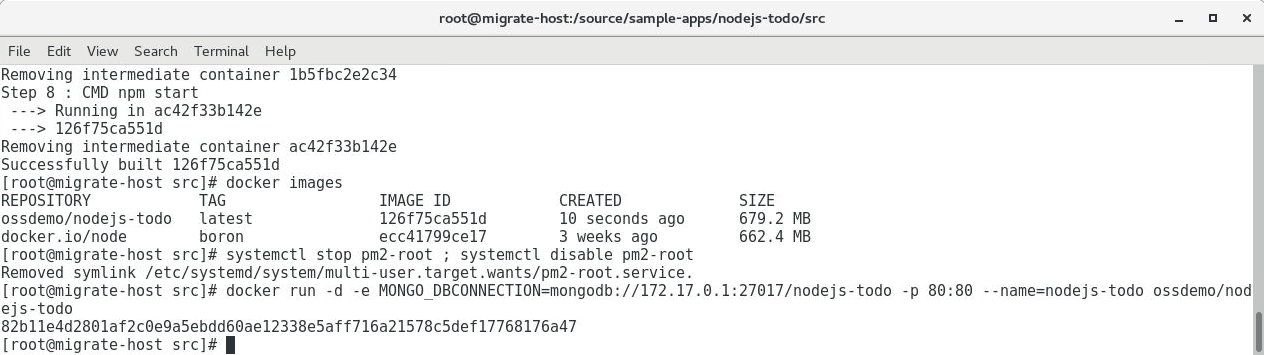 root@migrate-host:/source/sample-apps/nodejs-todo/src
File Edit View Search Terminal Help
Removing intermediate container 1b5fbc2e2c34
Step 8 : CMD npm start
 ---> Running in ac42f33b142e
 ---> 126f75ca551d
Removing intermediate container ac42f33b142e
Successfully built 126f75ca551d
[root@migrate-host src]# docker images
REPOSITORY            TAG                 IMAGE ID            CREATED             SIZE
ossdemo/nodejs-todo   latest              126f75ca551d        10 seconds ago      679.2 MB
docker.io/node        boron               ecc41799ce17        3 weeks ago         662.4 MB
[root@migrate-host src]# systemctl stop pm2-root ; systemctl disable pm2-root
Removed symlink /etc/systemd/system/multi-user.target.wants/pm2-root.service.
[root@migrate-host src]# docker run -d -e MONGO_DBCONNECTION=mongodb://172.17.0.1:27017/nodejs-todo -p 80:80 --name=nodejs-todo ossdemo/nod
ejs-todo
82b11e4d2801af2c0e9a5ebdd60ae12338e5aff716a21578c5def17768176a47
[root@migrate-host src]#